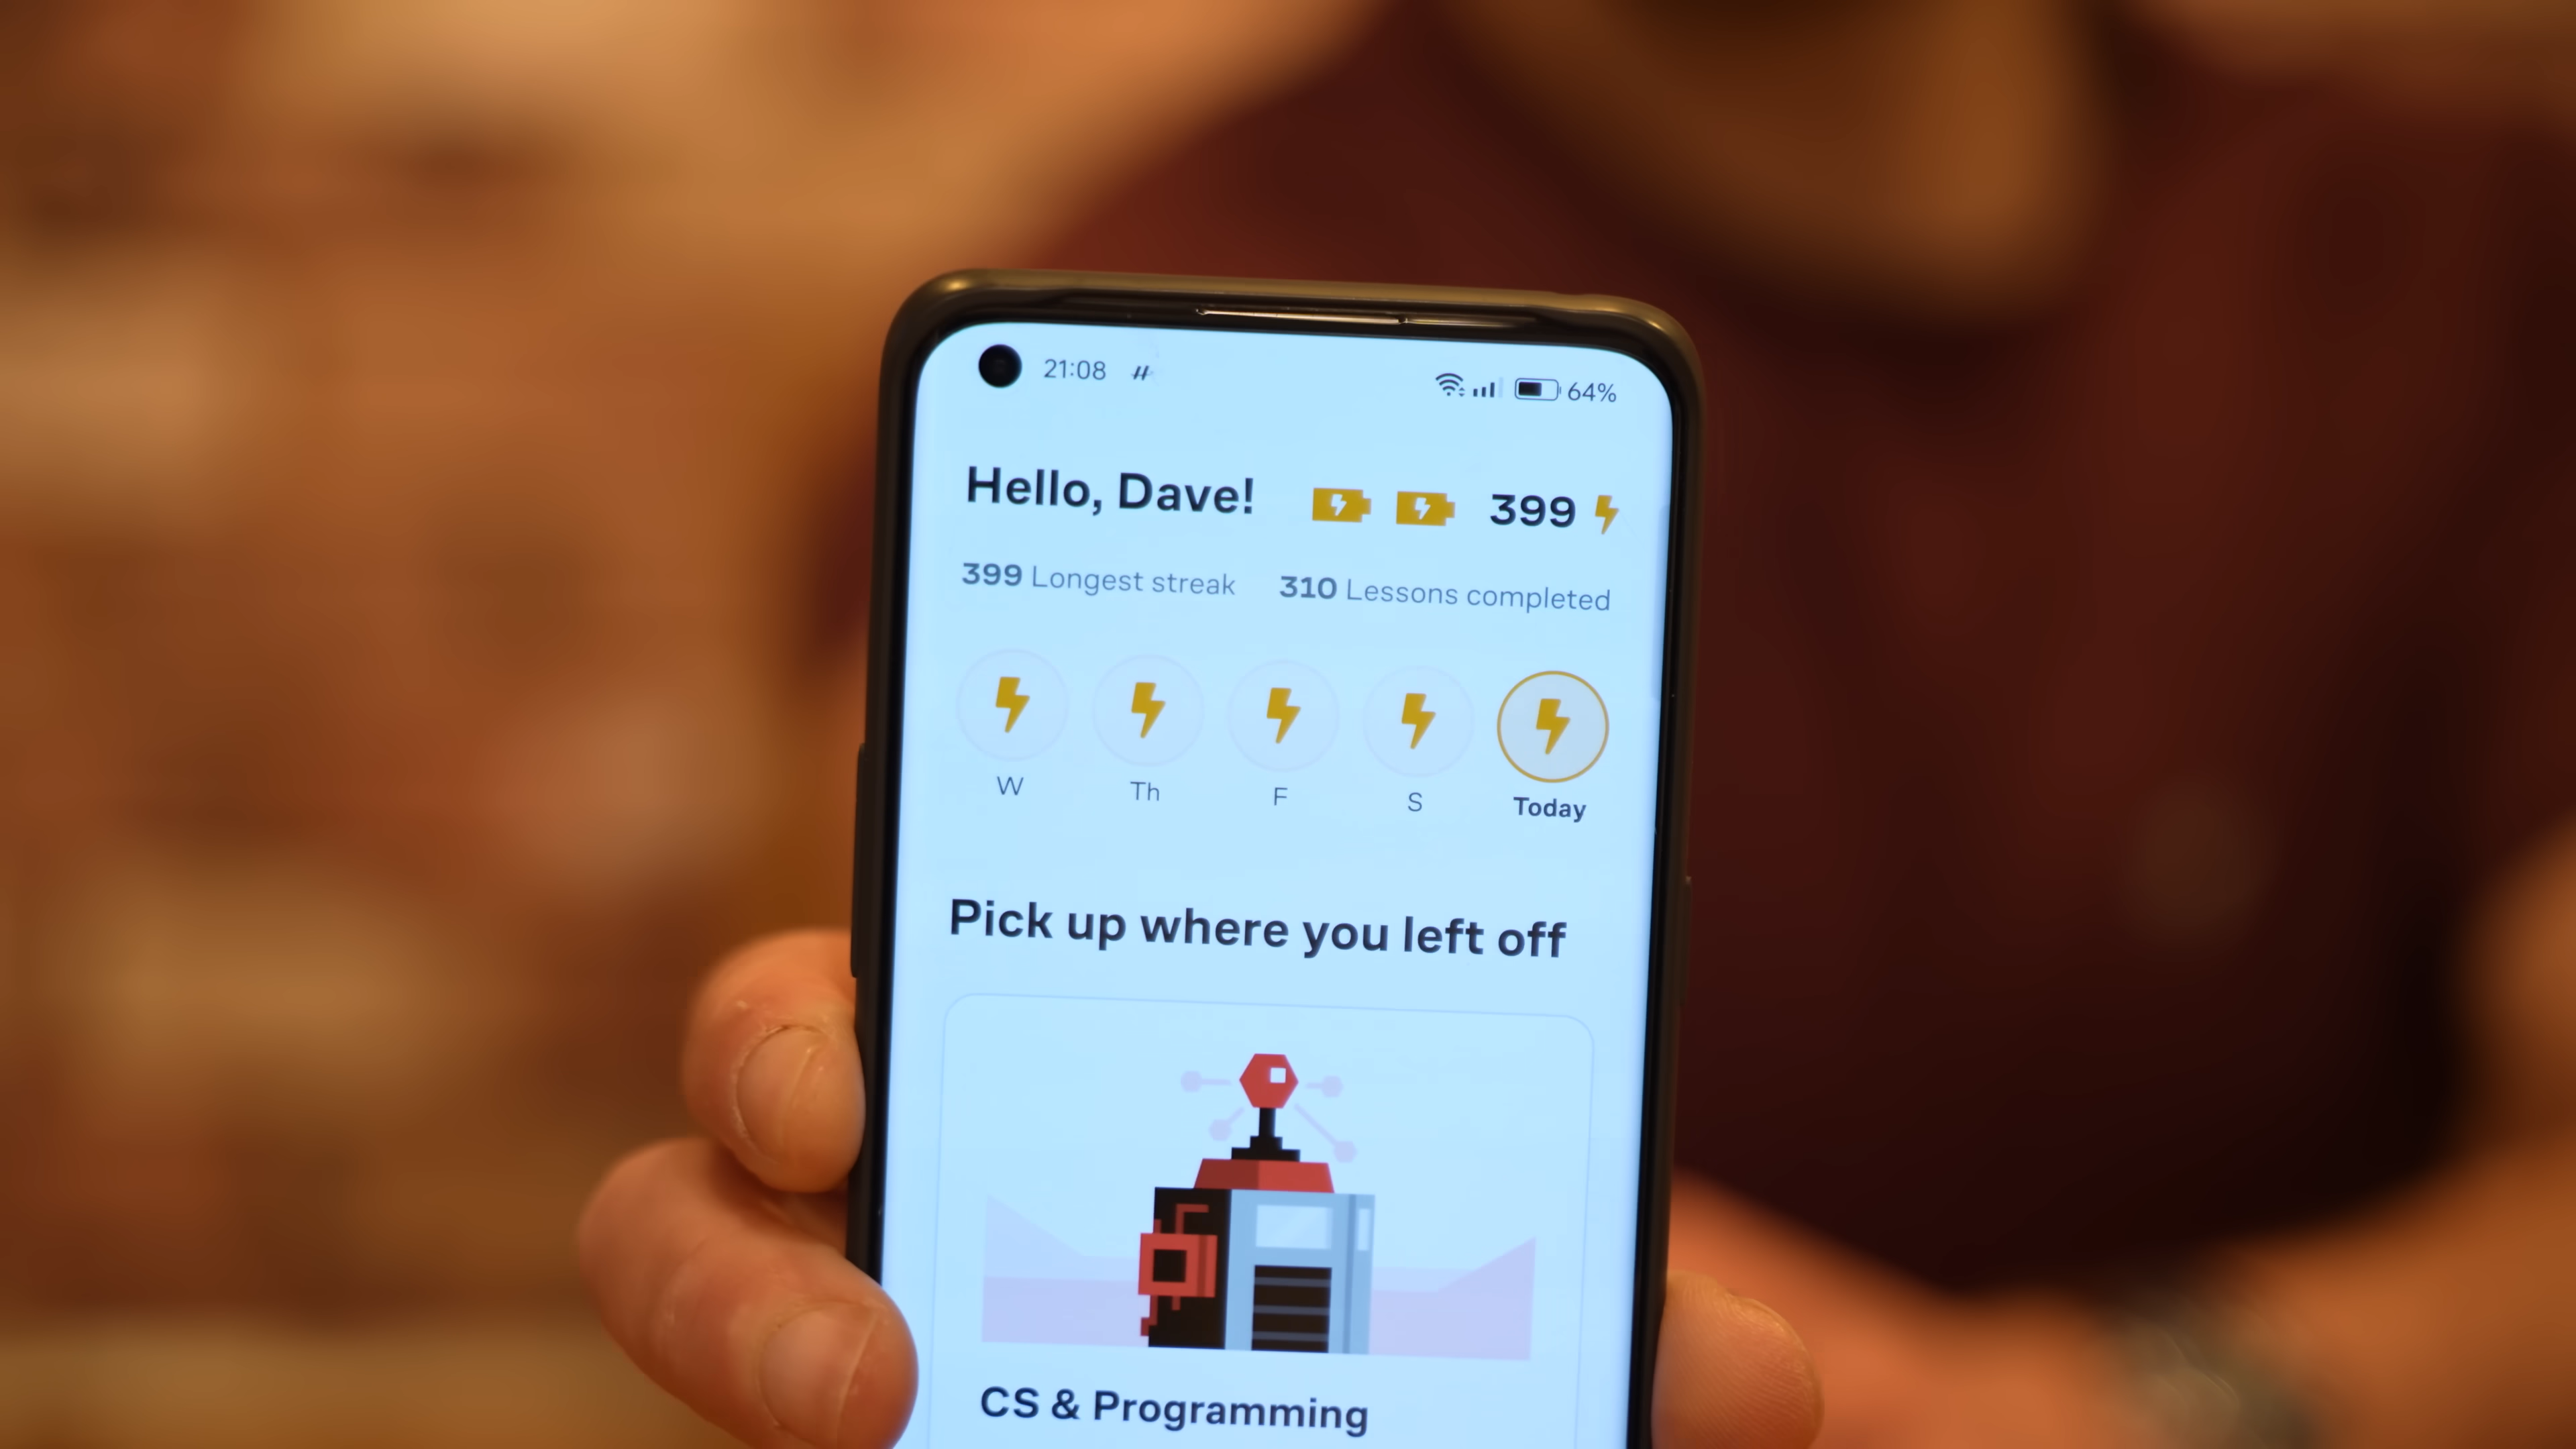 21:08 64%
Hello, Dave! 399
399 Longest streak 310 Lessons completed
W Th F S Today
Pick up where you left off
CS & Programming